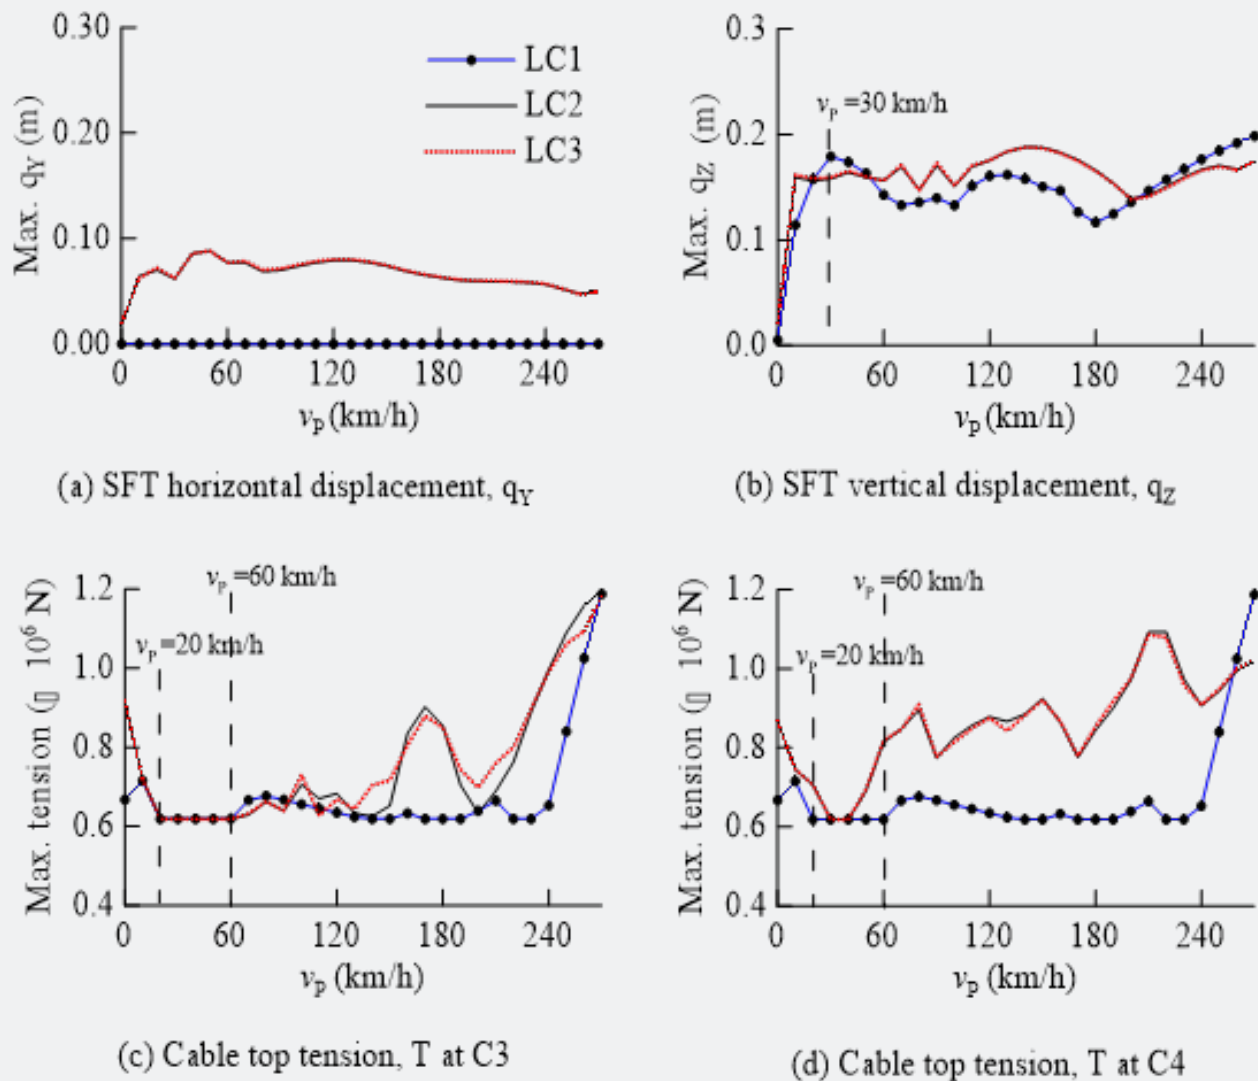 0.30
0.20
0.10
0.00
Max. qY (m)
LC1
LC2
LC3
0 60 120 180 240
vp (km/h)
(a) SFT horizontal displacement, qY
0.3
0.2
0.1
0.0
Max. qZ (m)
vp =30 km/h
0 60 120 180 240
vp (km/h)
(b) SFT vertical displacement, qZ
1.2
1.0
0.8
0.6
0.4
Max. tension (▯ 10⁶ N)
vp =60 km/h
vp =20 km/h
0 60 120 180 240
vp (km/h)
(c) Cable top tension, T at C3
1.2
1.0
0.8
0.6
0.4
Max. tension (▯ 10⁶ N)
vp =60 km/h
vp =20 km/h
0 60 120 180 240
vp (km/h)
(d) Cable top tension, T at C4